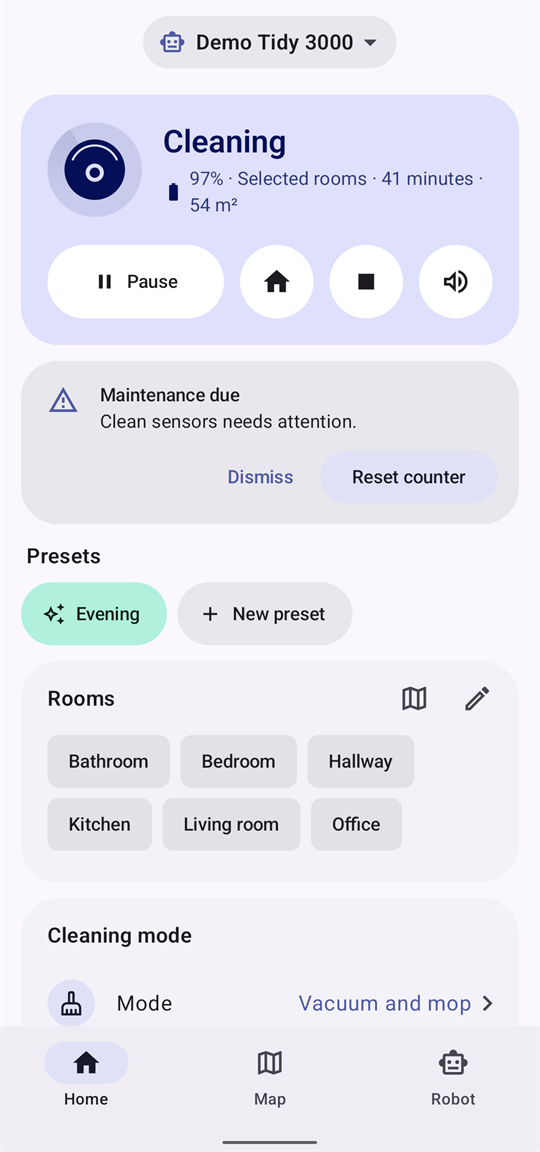 Demo Tidy 3000
Cleaning
97% · Selected rooms · 41 minutes ·
54 m²
Pause
Maintenance due
Clean sensors needs attention.
Dismiss
Reset counter
Presets
Evening
New preset
Rooms
Bathroom
Bedroom
Hallway
Kitchen
Living room
Office
Cleaning mode
Mode
Vacuum and mop
Home
Map
Robot